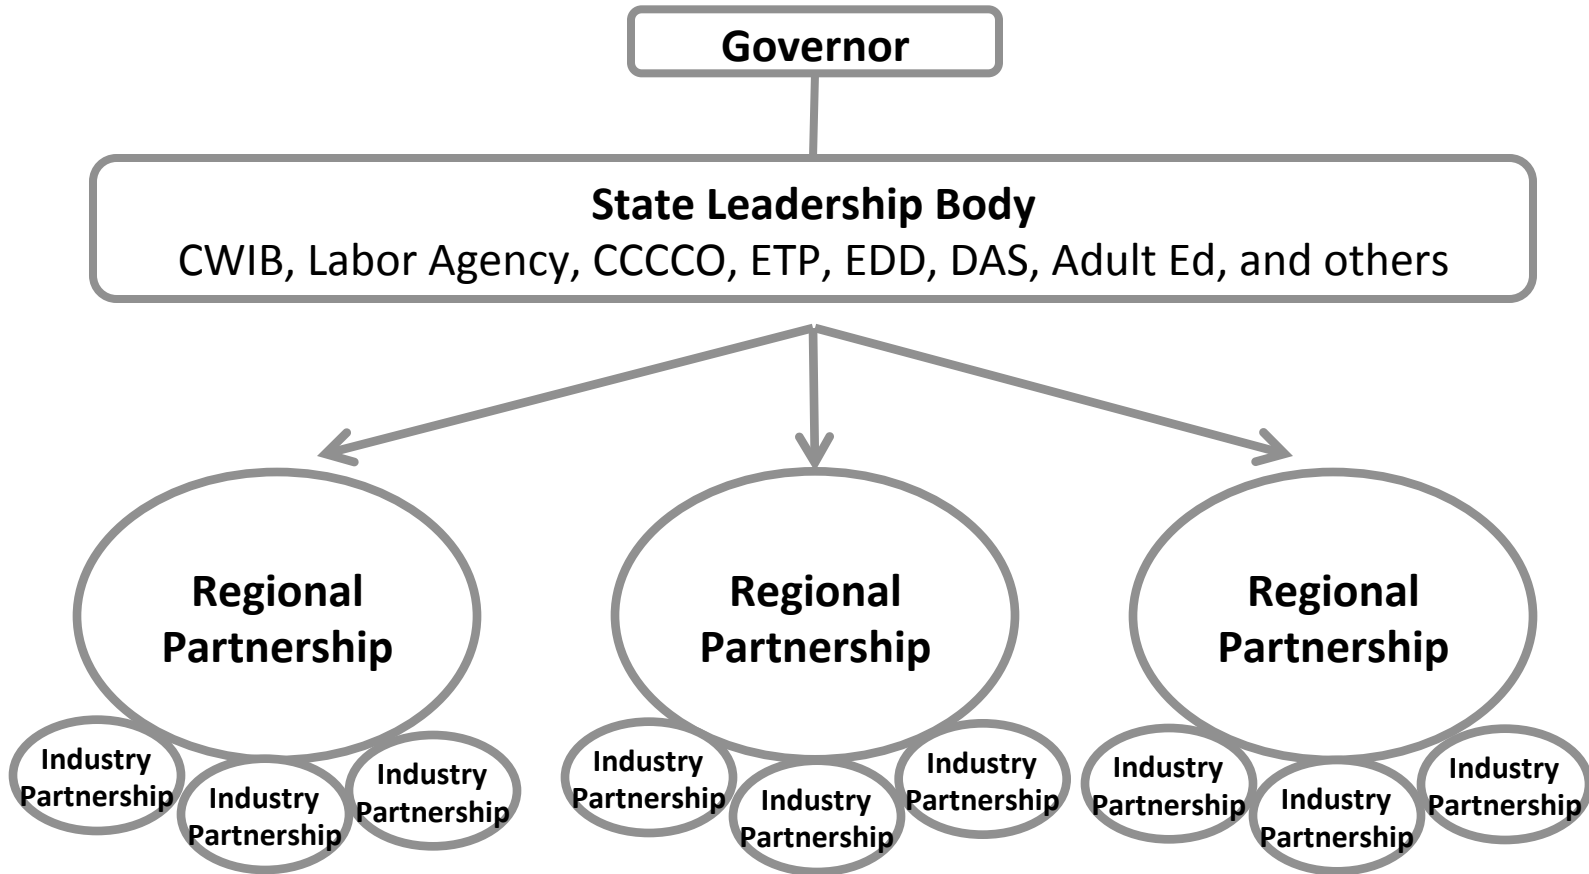 Governor
State Leadership Body
CWIB, Labor Agency, CCCCO, ETP, EDD, DAS, Adult Ed, and others
Regional
Partnership
Regional
Partnership
Regional
Partnership
Industry
Partnership
Industry
Partnership
Industry
Partnership
Industry
Partnership
Industry
Partnership
Industry
Partnership
Industry
Partnership
Industry
Partnership
Industry
Partnership